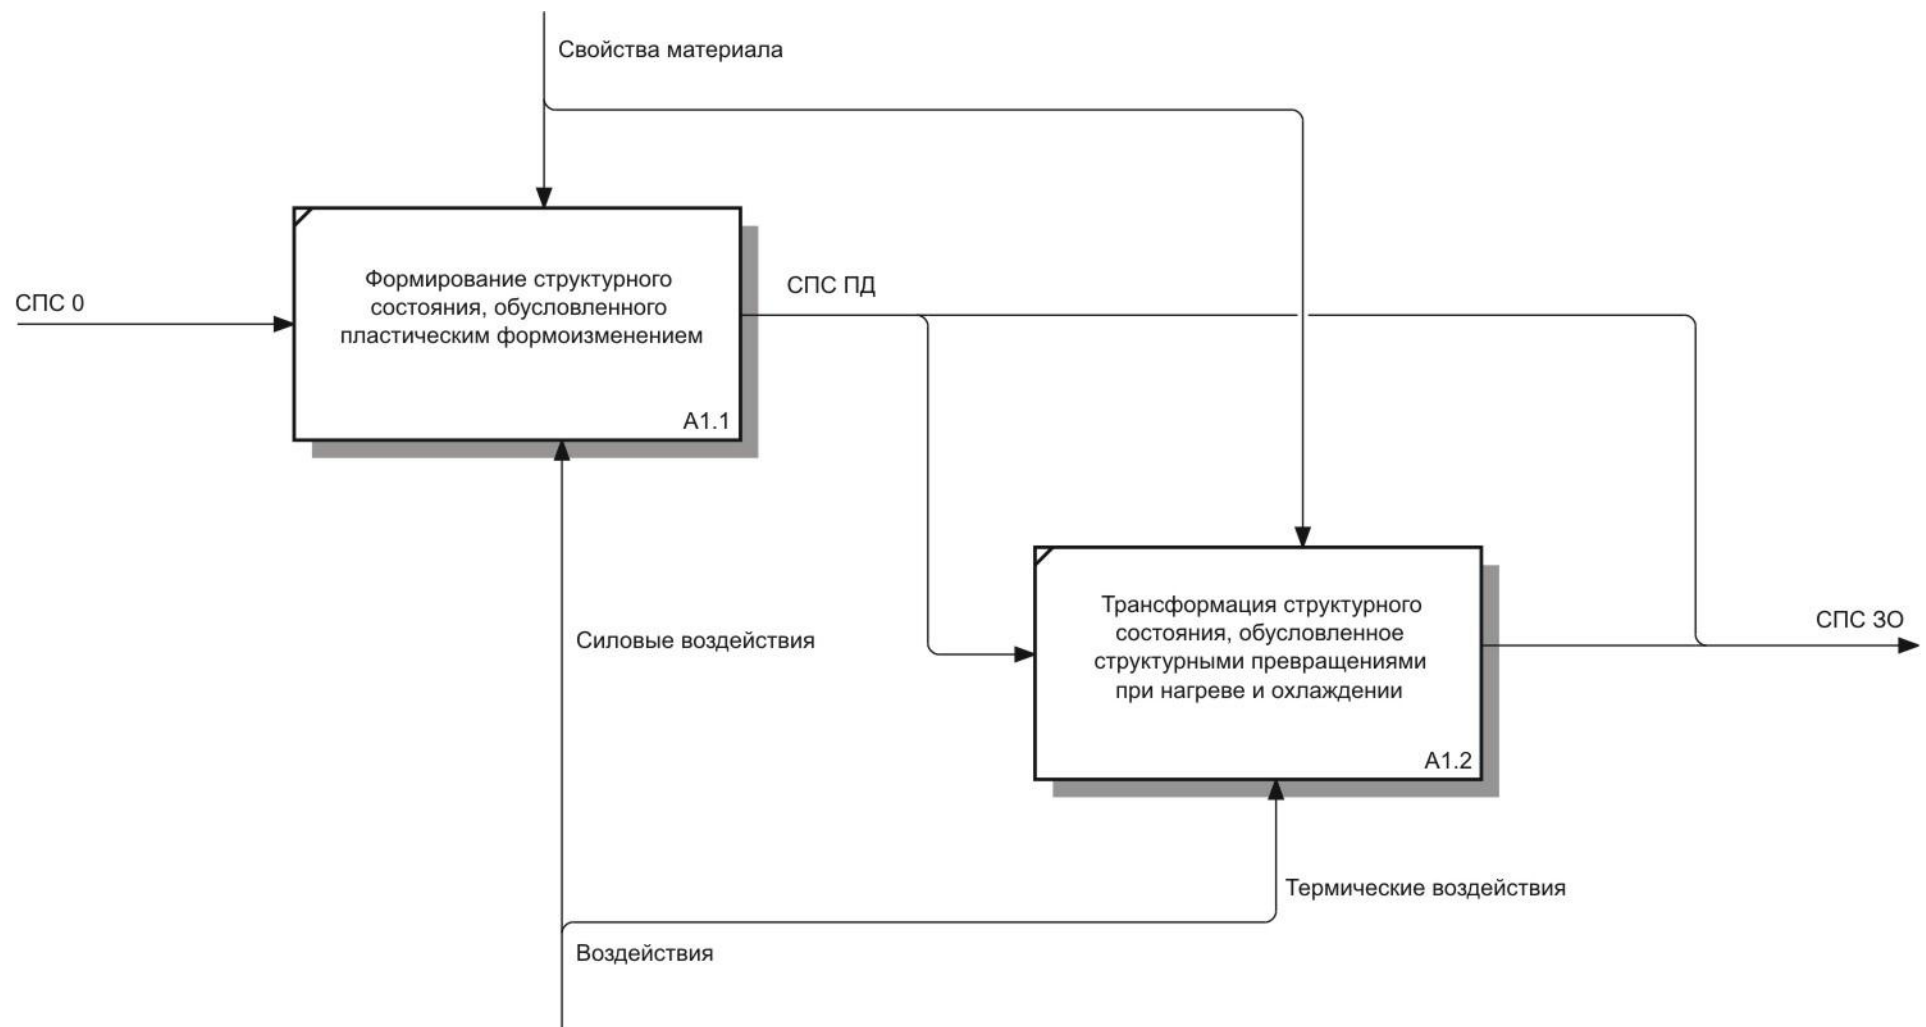 Свойства материала
СПС 0
Формирование структурного
состояния, обусловленного
пластическим формоизменением
А1.1
СПС ПД
Силовые воздействия
Трансформация структурного
состояния, обусловленное
структурными превращениями
при нагреве и охлаждении
А1.2
СПС ЗО
Термические воздействия
Воздействия